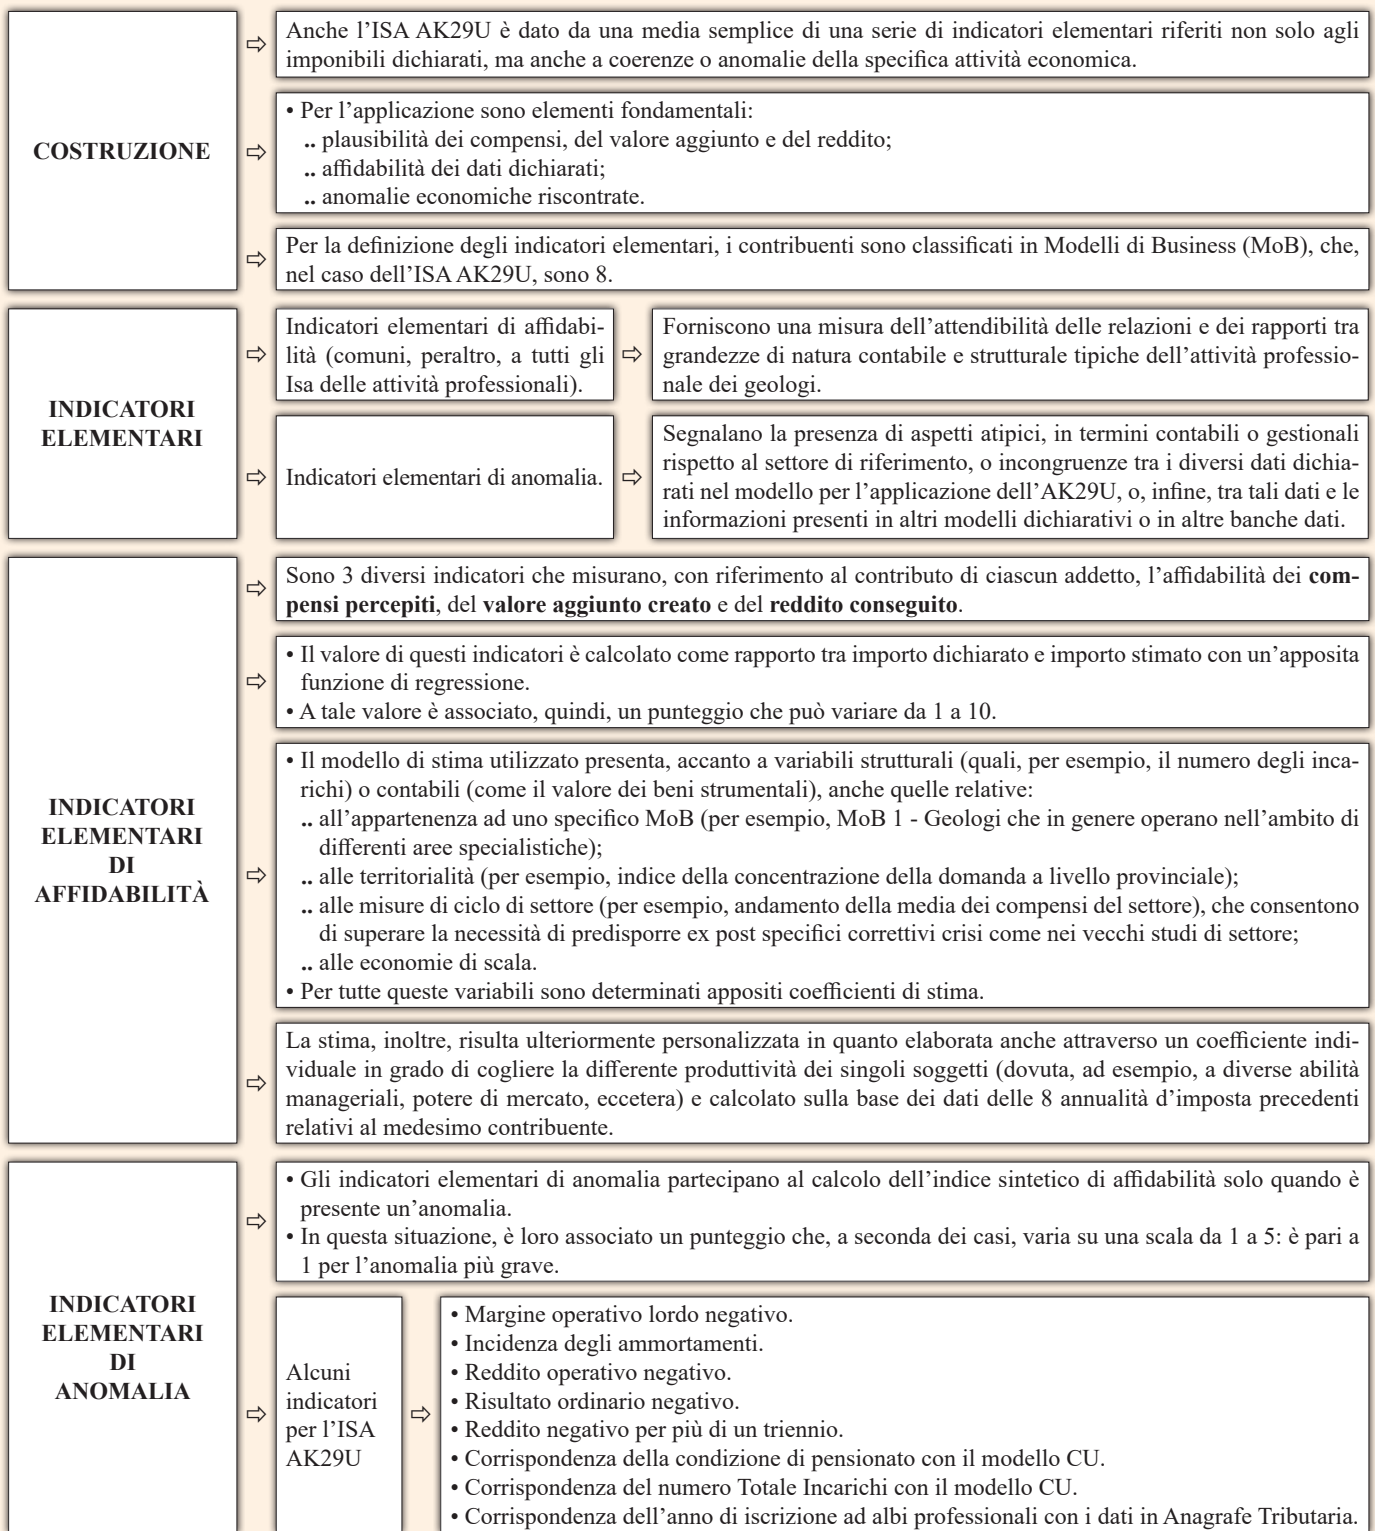 COSTRUZIONE
⇨
Anche l’ISA AK29U è dato da una media semplice di una serie di indicatori elementari riferiti non solo agli
imponibili dichiarati, ma anche a coerenze o anomalie della specifica attività economica.
⇨
• Per l’applicazione sono elementi fondamentali:
.. plausibilità dei compensi, del valore aggiunto e del reddito;
.. affidabilità dei dati dichiarati;
.. anomalie economiche riscontrate.
⇨
Per la definizione degli indicatori elementari, i contribuenti sono classificati in Modelli di Business (MoB), che,
nel caso dell’ISA AK29U, sono 8.
INDICATORI
ELEMENTARI
⇨
Indicatori elementari di affidabi-
lità (comuni, peraltro, a tutti gli
Isa delle attività professionali).
⇨
Forniscono una misura dell’attendibilità delle relazioni e dei rapporti tra
grandezze di natura contabile e strutturale tipiche dell’attività professio-
nale dei geologi.
⇨
Indicatori elementari di anomalia.
⇨
Segnalano la presenza di aspetti atipici, in termini contabili o gestionali
rispetto al settore di riferimento, o incongruenze tra i diversi dati dichia-
rati nel modello per l’applicazione dell’AK29U, o, infine, tra tali dati e le
informazioni presenti in altri modelli dichiarativi o in altre banche dati.
INDICATORI
ELEMENTARI
DI
AFFIDABILITÀ
⇨
Sono 3 diversi indicatori che misurano, con riferimento al contributo di ciascun addetto, l’affidabilità dei com-
pensi percepiti, del valore aggiunto creato e del reddito conseguito.
⇨
• Il valore di questi indicatori è calcolato come rapporto tra importo dichiarato e importo stimato con un’apposita
funzione di regressione.
• A tale valore è associato, quindi, un punteggio che può variare da 1 a 10.
⇨
• Il modello di stima utilizzato presenta, accanto a variabili strutturali (quali, per esempio, il numero degli inca-
richi) o contabili (come il valore dei beni strumentali), anche quelle relative:
.. all’appartenenza ad uno specifico MoB (per esempio, MoB 1 - Geologi che in genere operano nell’ambito di
differenti aree specialistiche);
.. alle territorialità (per esempio, indice della concentrazione della domanda a livello provinciale);
.. alle misure di ciclo di settore (per esempio, andamento della media dei compensi del settore), che consentono
di superare la necessità di predisporre ex post specifici correttivi crisi come nei vecchi studi di settore;
.. alle economie di scala.
• Per tutte queste variabili sono determinati appositi coefficienti di stima.
⇨
La stima, inoltre, risulta ulteriormente personalizzata in quanto elaborata anche attraverso un coefficiente indi-
viduale in grado di cogliere la differente produttività dei singoli soggetti (dovuta, ad esempio, a diverse abilità
manageriali, potere di mercato, eccetera) e calcolato sulla base dei dati delle 8 annualità d’imposta precedenti
relativi al medesimo contribuente.
INDICATORI
ELEMENTARI
DI
ANOMALIA
⇨
• Gli indicatori elementari di anomalia partecipano al calcolo dell’indice sintetico di affidabilità solo quando è
presente un’anomalia.
• In questa situazione, è loro associato un punteggio che, a seconda dei casi, varia su una scala da 1 a 5: è pari a
1 per l’anomalia più grave.
⇨
Alcuni
indicatori
per l’ISA
AK29U
⇨
• Margine operativo lordo negativo.
• Incidenza degli ammortamenti.
• Reddito operativo negativo.
• Risultato ordinario negativo.
• Reddito negativo per più di un triennio.
• Corrispondenza della condizione di pensionato con il modello CU.
• Corrispondenza del numero Totale Incarichi con il modello CU.
• Corrispondenza dell’anno di iscrizione ad albi professionali con i dati in Anagrafe Tributaria.